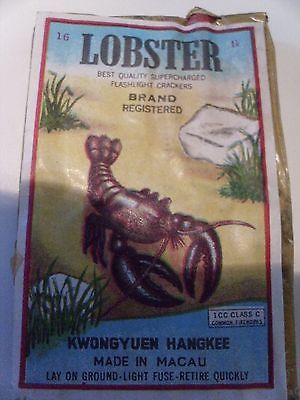 16
LOBSTER
BEST QUALITY SUPERCHARGED
FLASHLIGHT CRACKERS
BRAND
REGISTERED
ICC CLASS C
COMMON FIREWORKS
KWONGYUEN HANGKEE
MADE IN MACAU
LAY ON GROUND-LIGHT FUSE-RETIRE QUICKLY